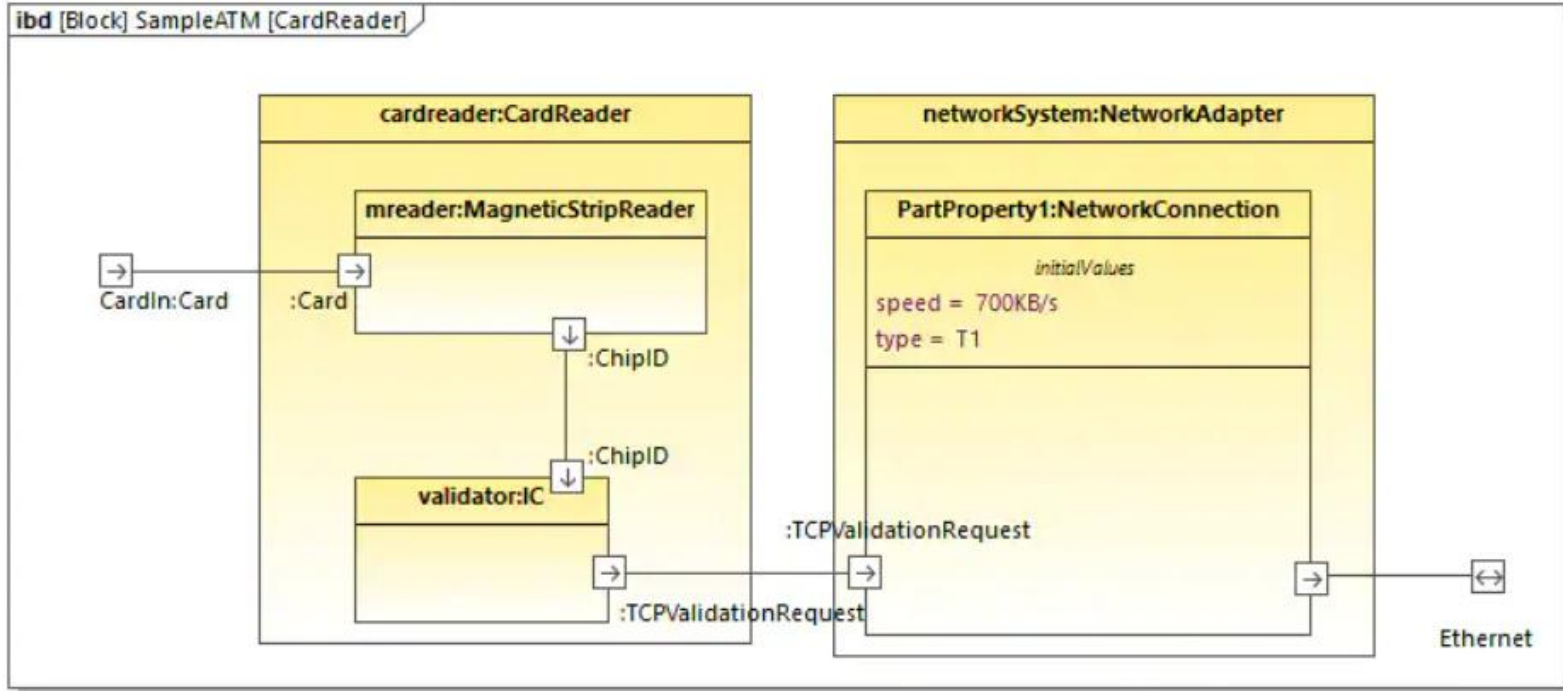 ibd [Block] SampleATM [CardReader]
cardreader:CardReader
networkSystem:NetworkAdapter
mreader:MagneticStripReader
PartProperty1:NetworkConnection
initialValues
CardIn:Card
:Card
speed = 700KB/s
type = T1
:ChipID
:ChipID
validator:IC
:TCPValidationRequest
:TCPValidationRequest
Ethernet